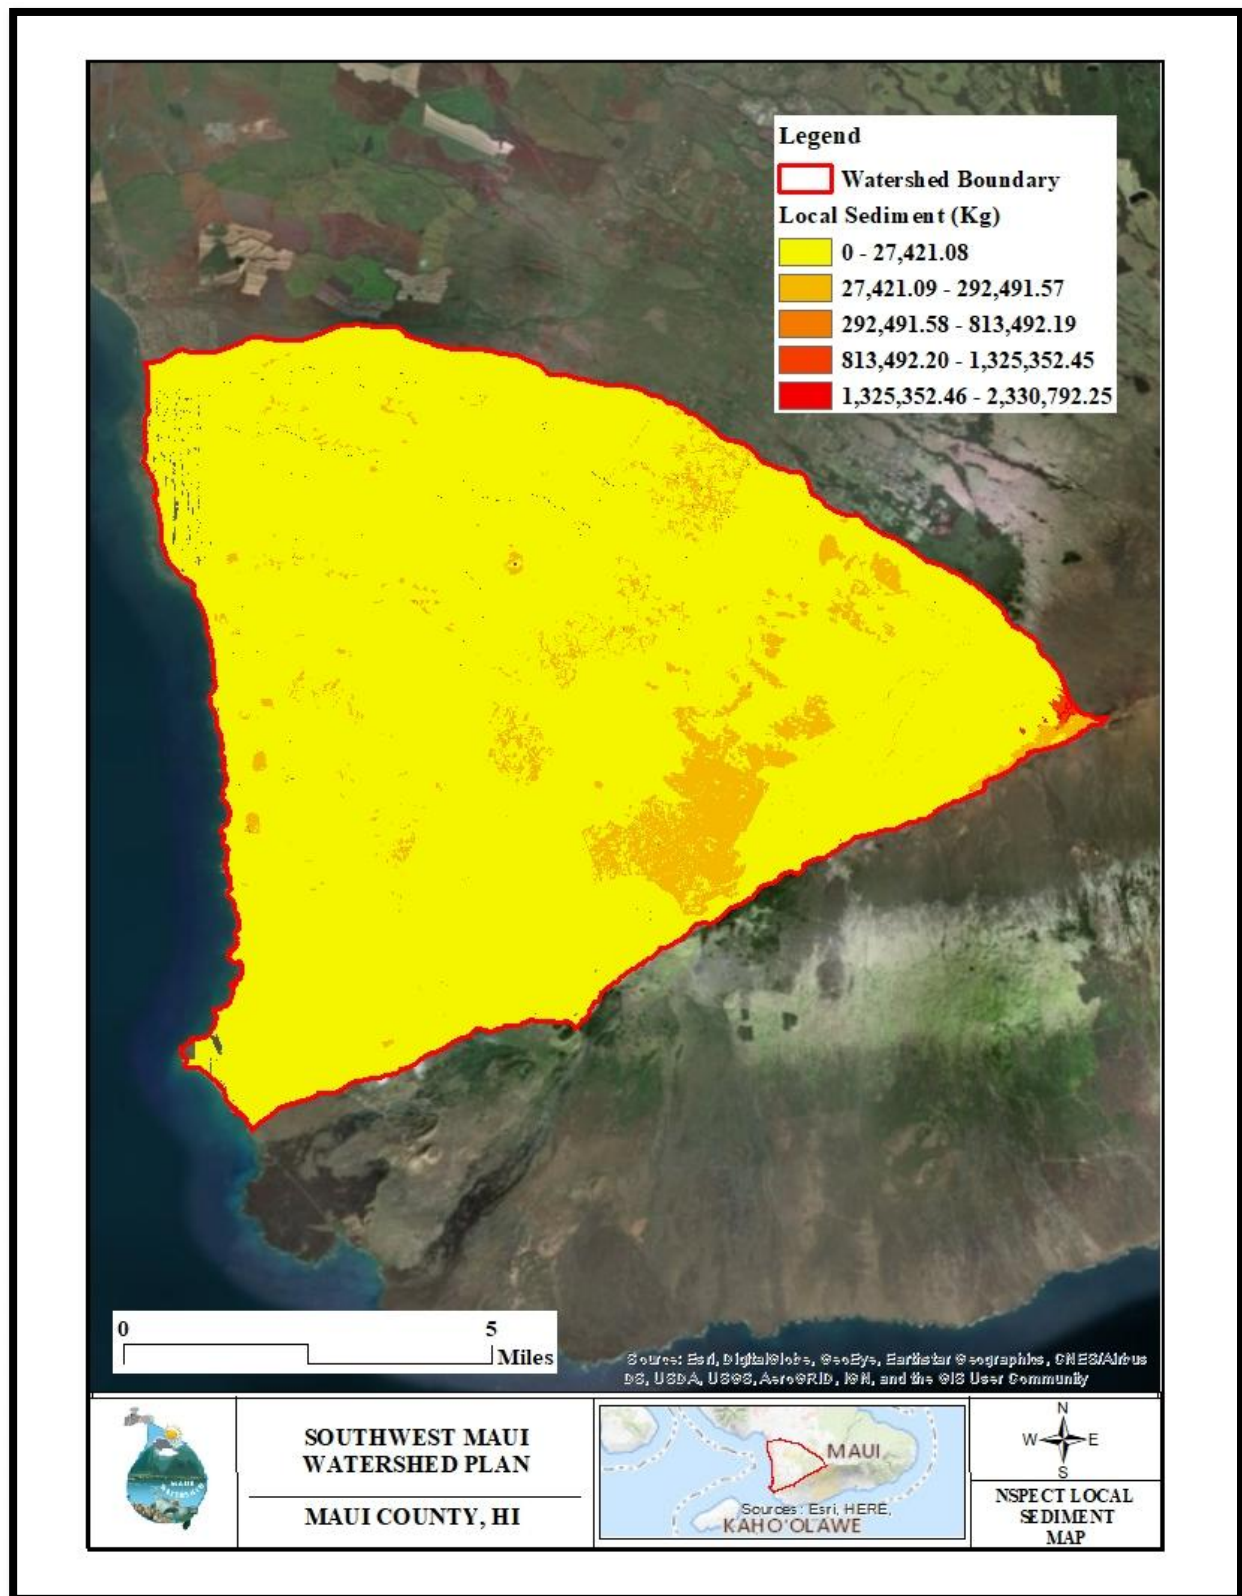 Legend
Watershed Boundary
Local Sediment (Kg)
0 - 27,421.08
27,421.09 - 292,491.57
292,491.58 - 813,492.19
813,492.20 - 1,325,352.45
1,325,352.46 - 2,330,792.25
0 5
Miles
Source: Esri, DigitalGlobe, GeoEye, Earthstar Geographics, CNES/Airbus
DS, USDA, USGS, AeroGRID, IGN, and the GIS User Community
MAUI
WATERSHED
SOUTHWEST MAUI
WATERSHED PLAN
MAUI COUNTY, HI
MAUI
Sources: Esri, HERE,
KAHO'OLAWE
N
W E
S
NSPECT LOCAL
SEDIMENT
MAP